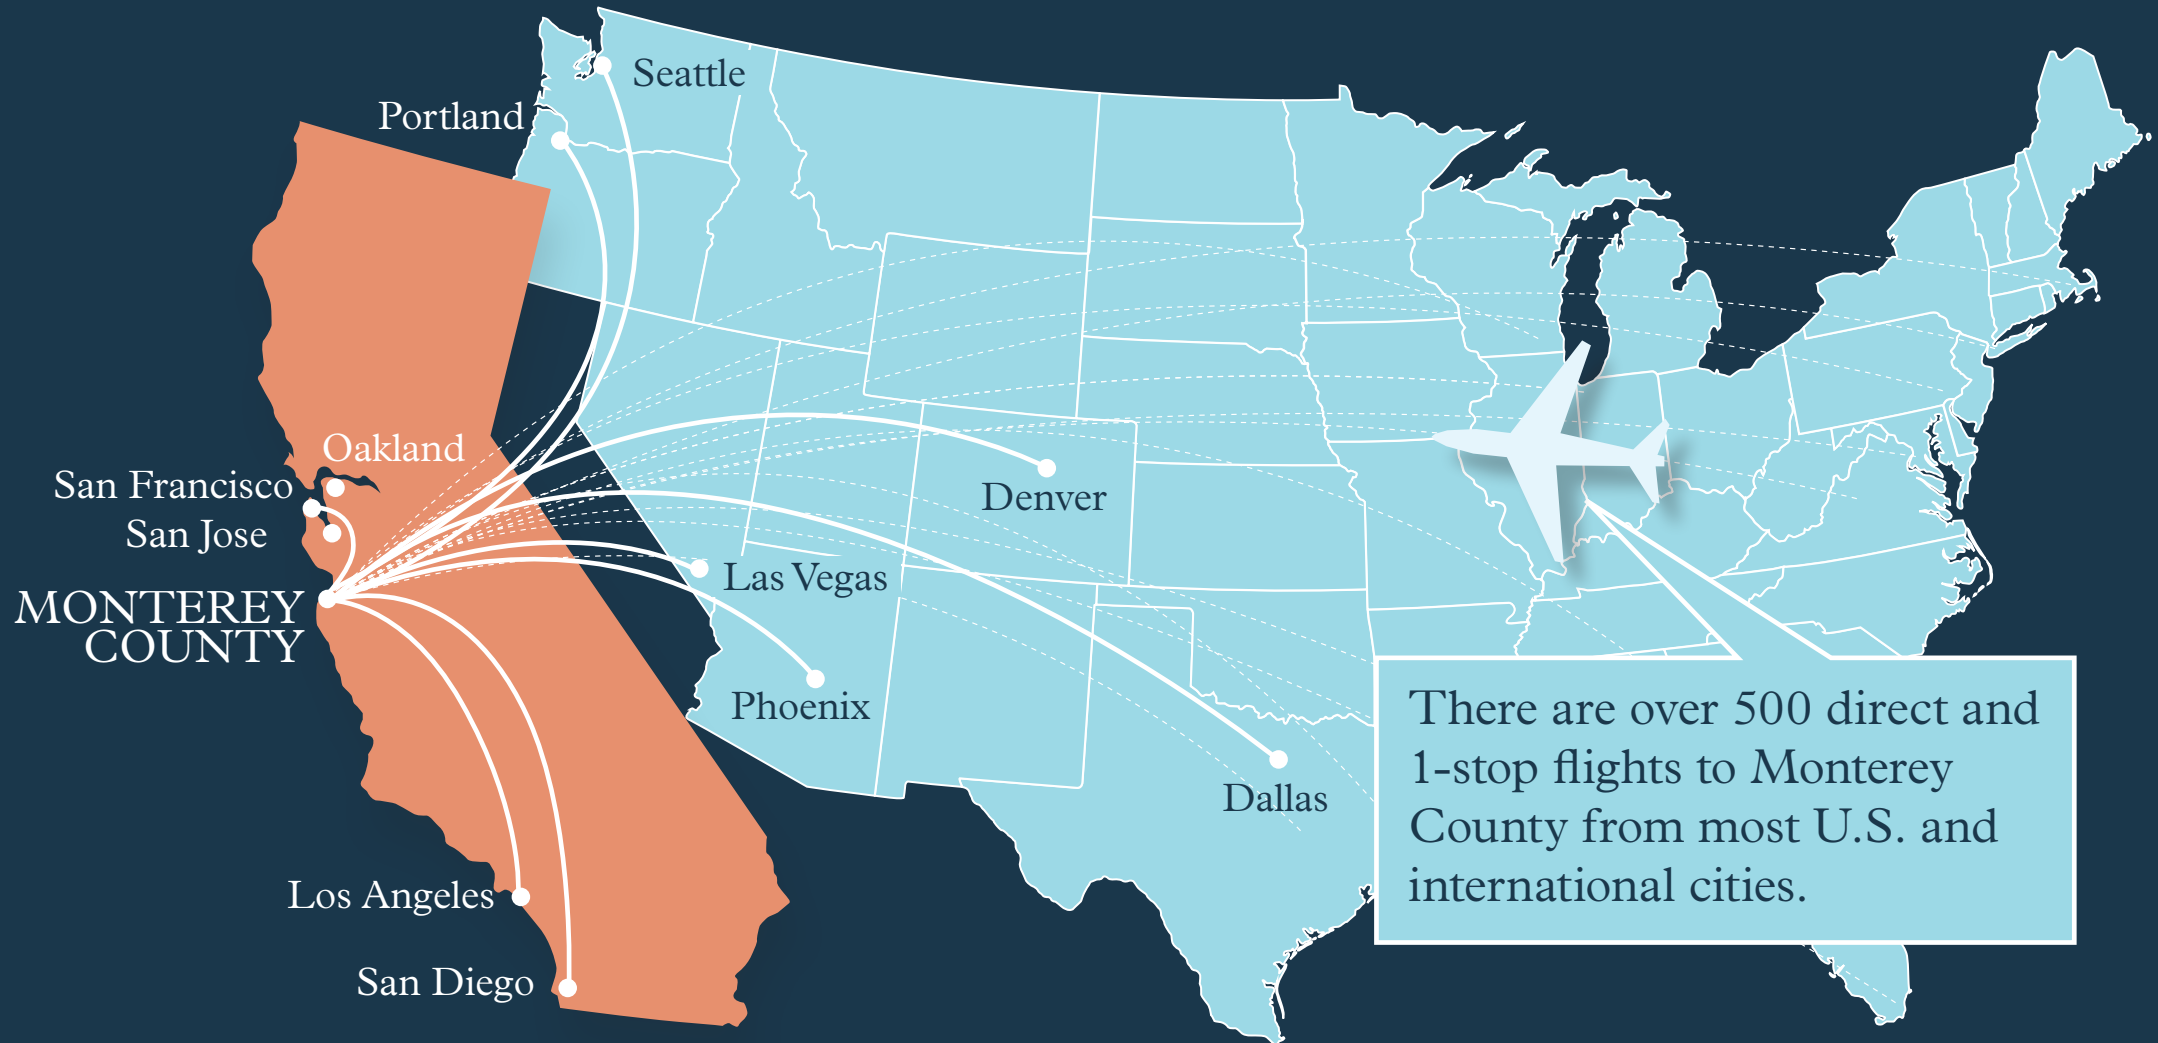 Seattle
Portland
Oakland
San Francisco
San Jose
MONTEREY
COUNTY
Denver
Las Vegas
Phoenix
Dallas
Los Angeles
San Diego
There are over 500 direct and
1-stop flights to Monterey
County from most U.S. and
international cities.